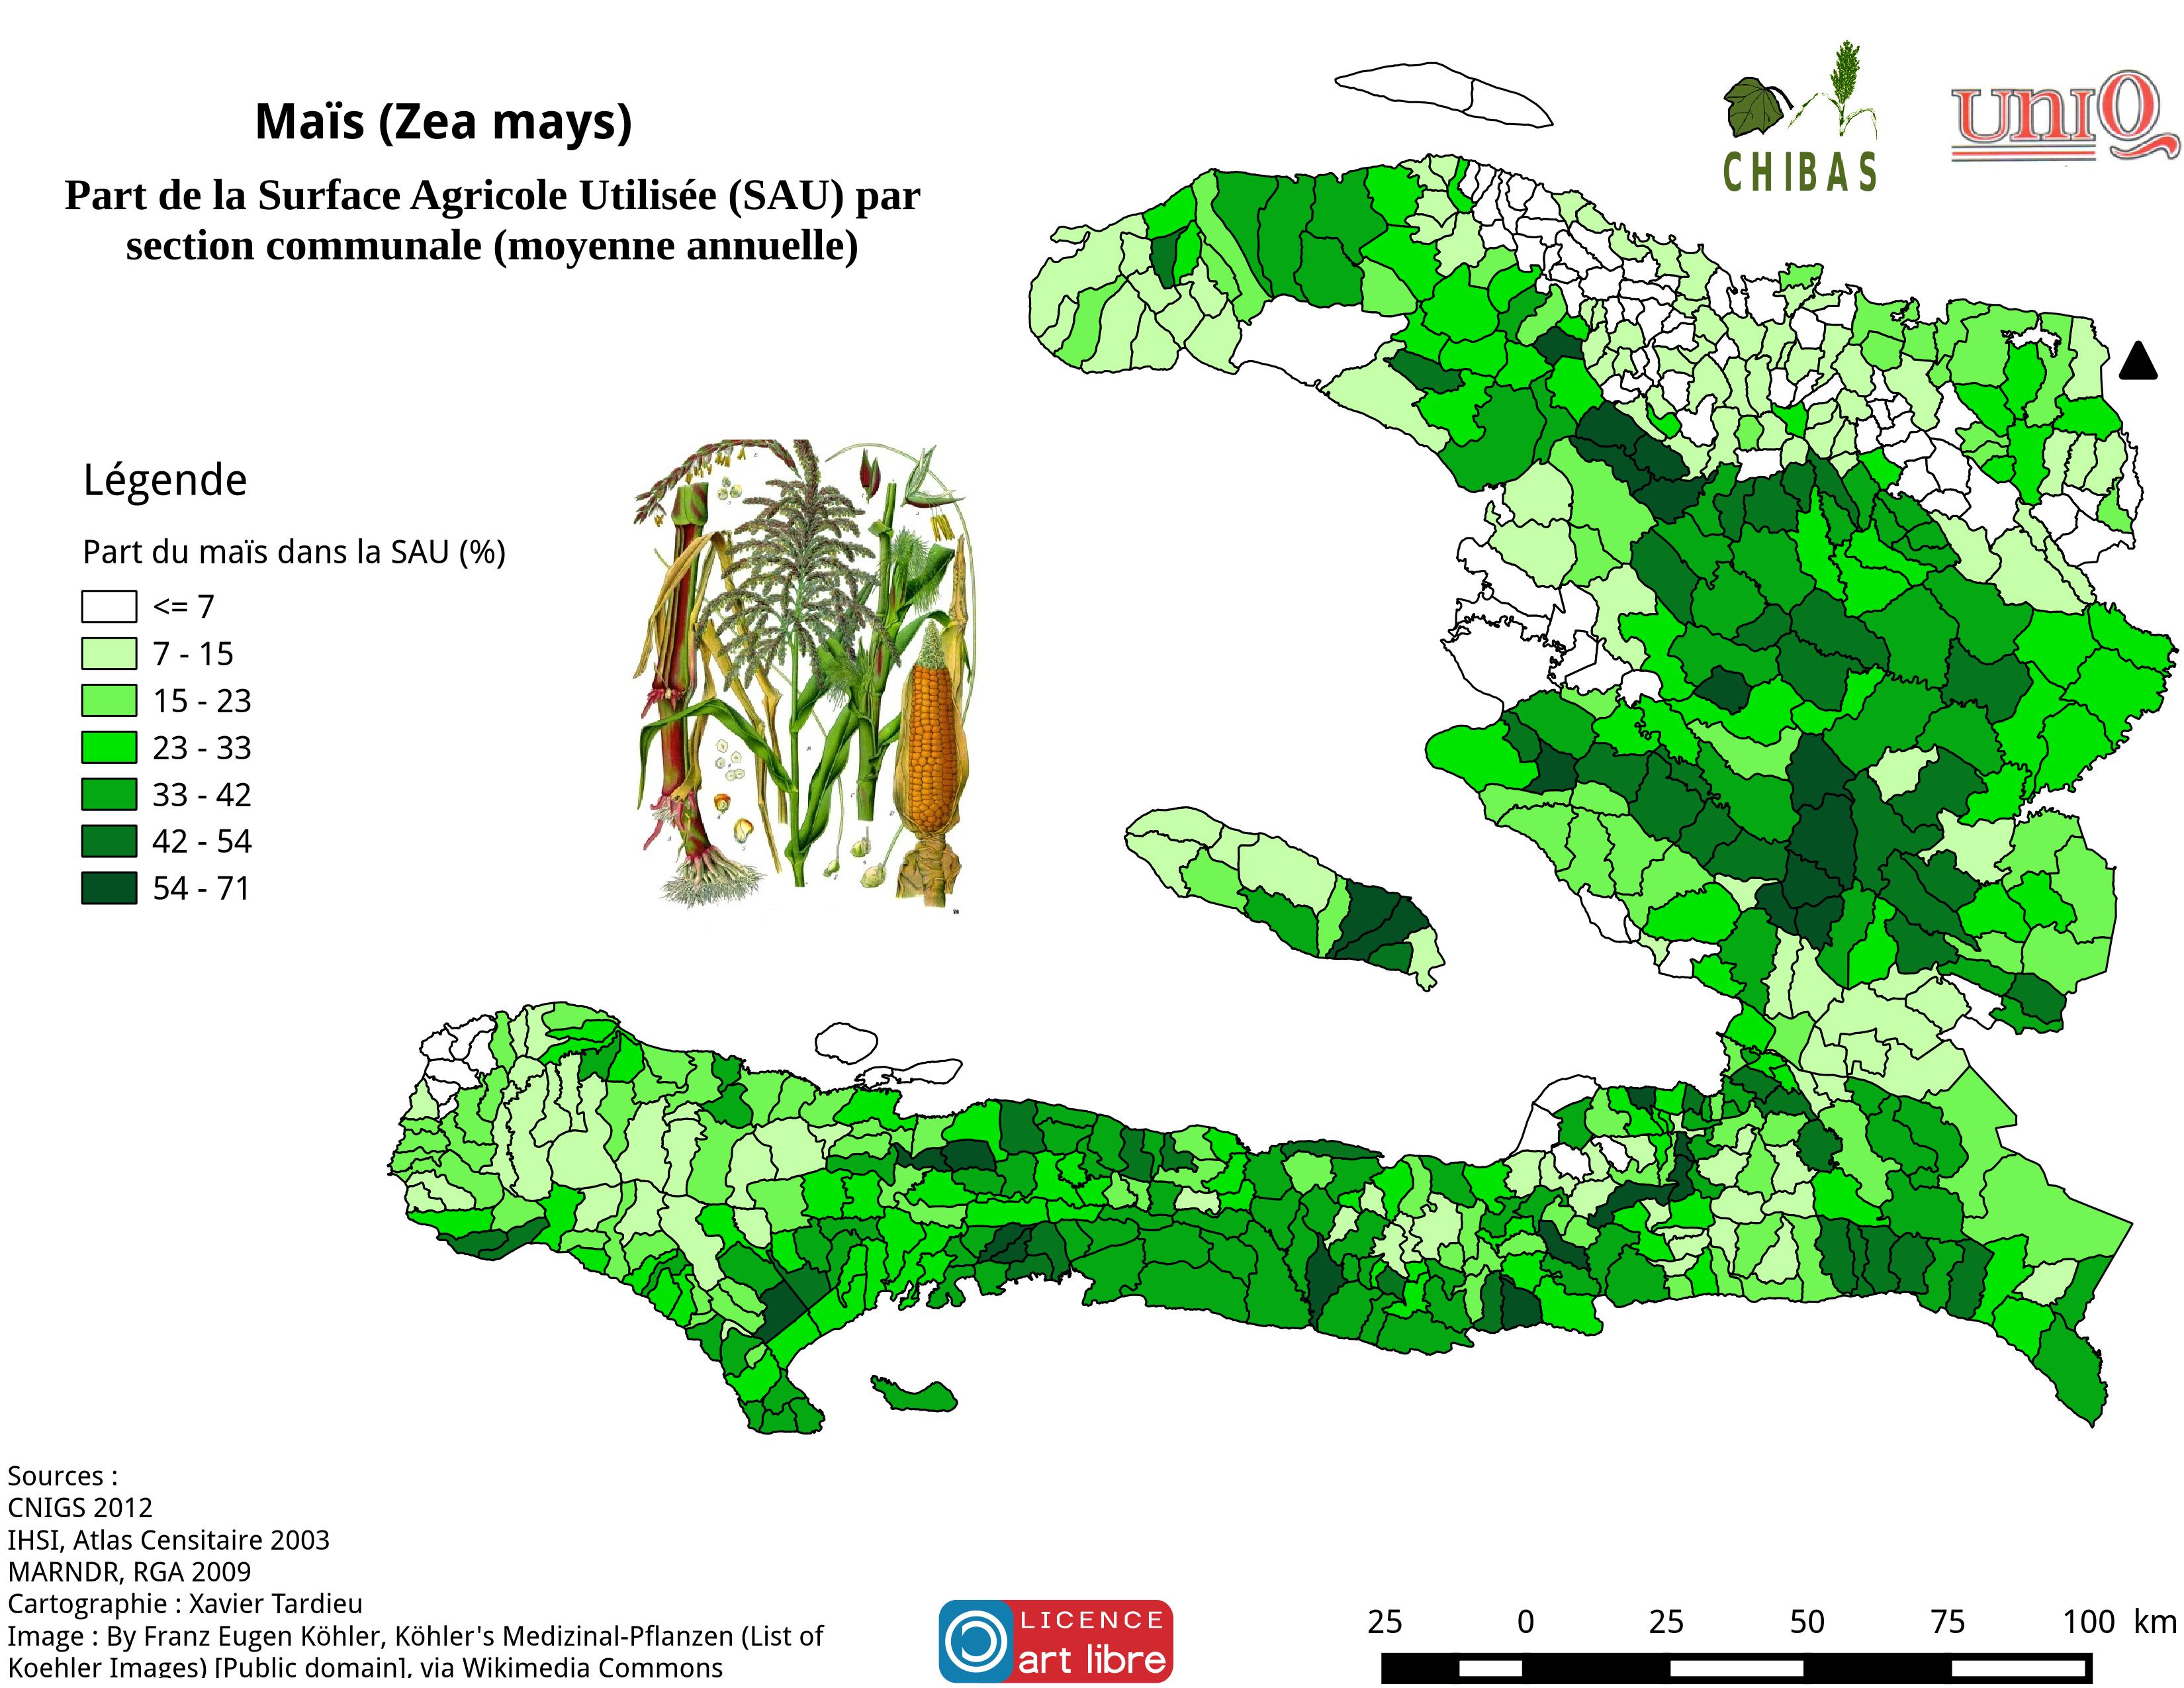 Maïs (Zea mays)
Part de la Surface Agricole Utilisée (SAU) par
section communale (moyenne annuelle)
CHIBAS
UNIQ
Légende
Part du maïs dans la SAU (%)
<= 7
7 - 15
15 - 23
23 - 33
33 - 42
42 - 54
54 - 71
Sources :
CNIGS 2012
IHSI, Atlas Censitaire 2003
MARNDR, RGA 2009
Cartographie : Xavier Tardieu
Image : By Franz Eugen Köhler, Köhler's Medizinal-Pflanzen (List of
Koehler Images) [Public domain], via Wikimedia Commons
LICENCE
art libre
25 0 25 50 75 100 km